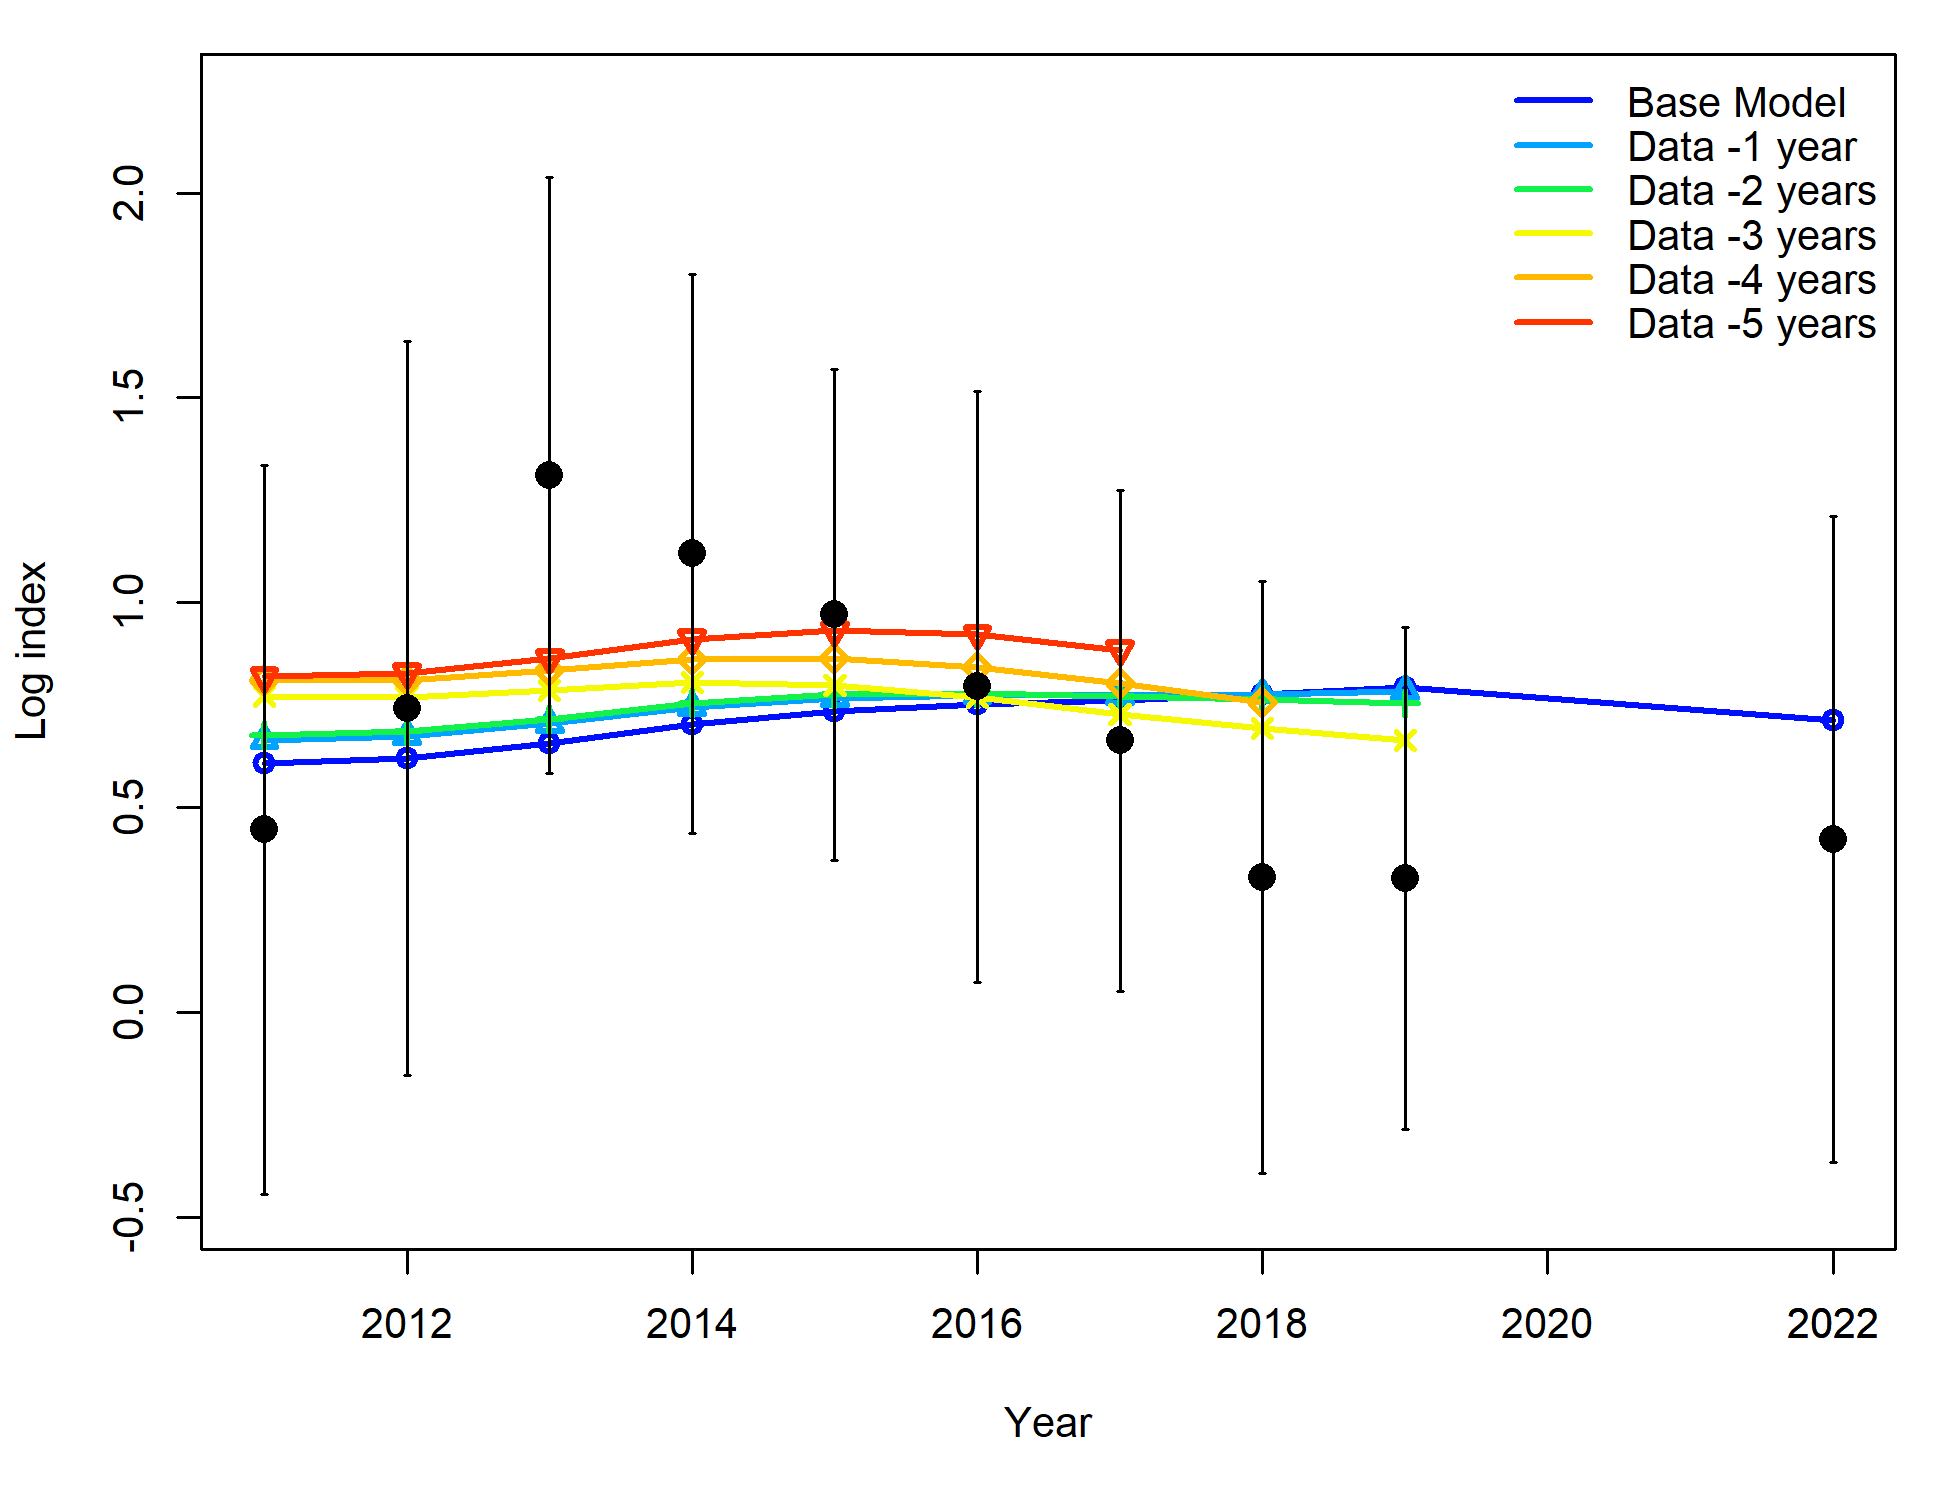 Base Model
Data -1 year
Data -2 years
Data -3 years
Data -4 years
Data -5 years
2.0
1.5
1.0
0.5
0.0
-0.5
Log index
2012 2014 2016 2018 2020 2022
Year